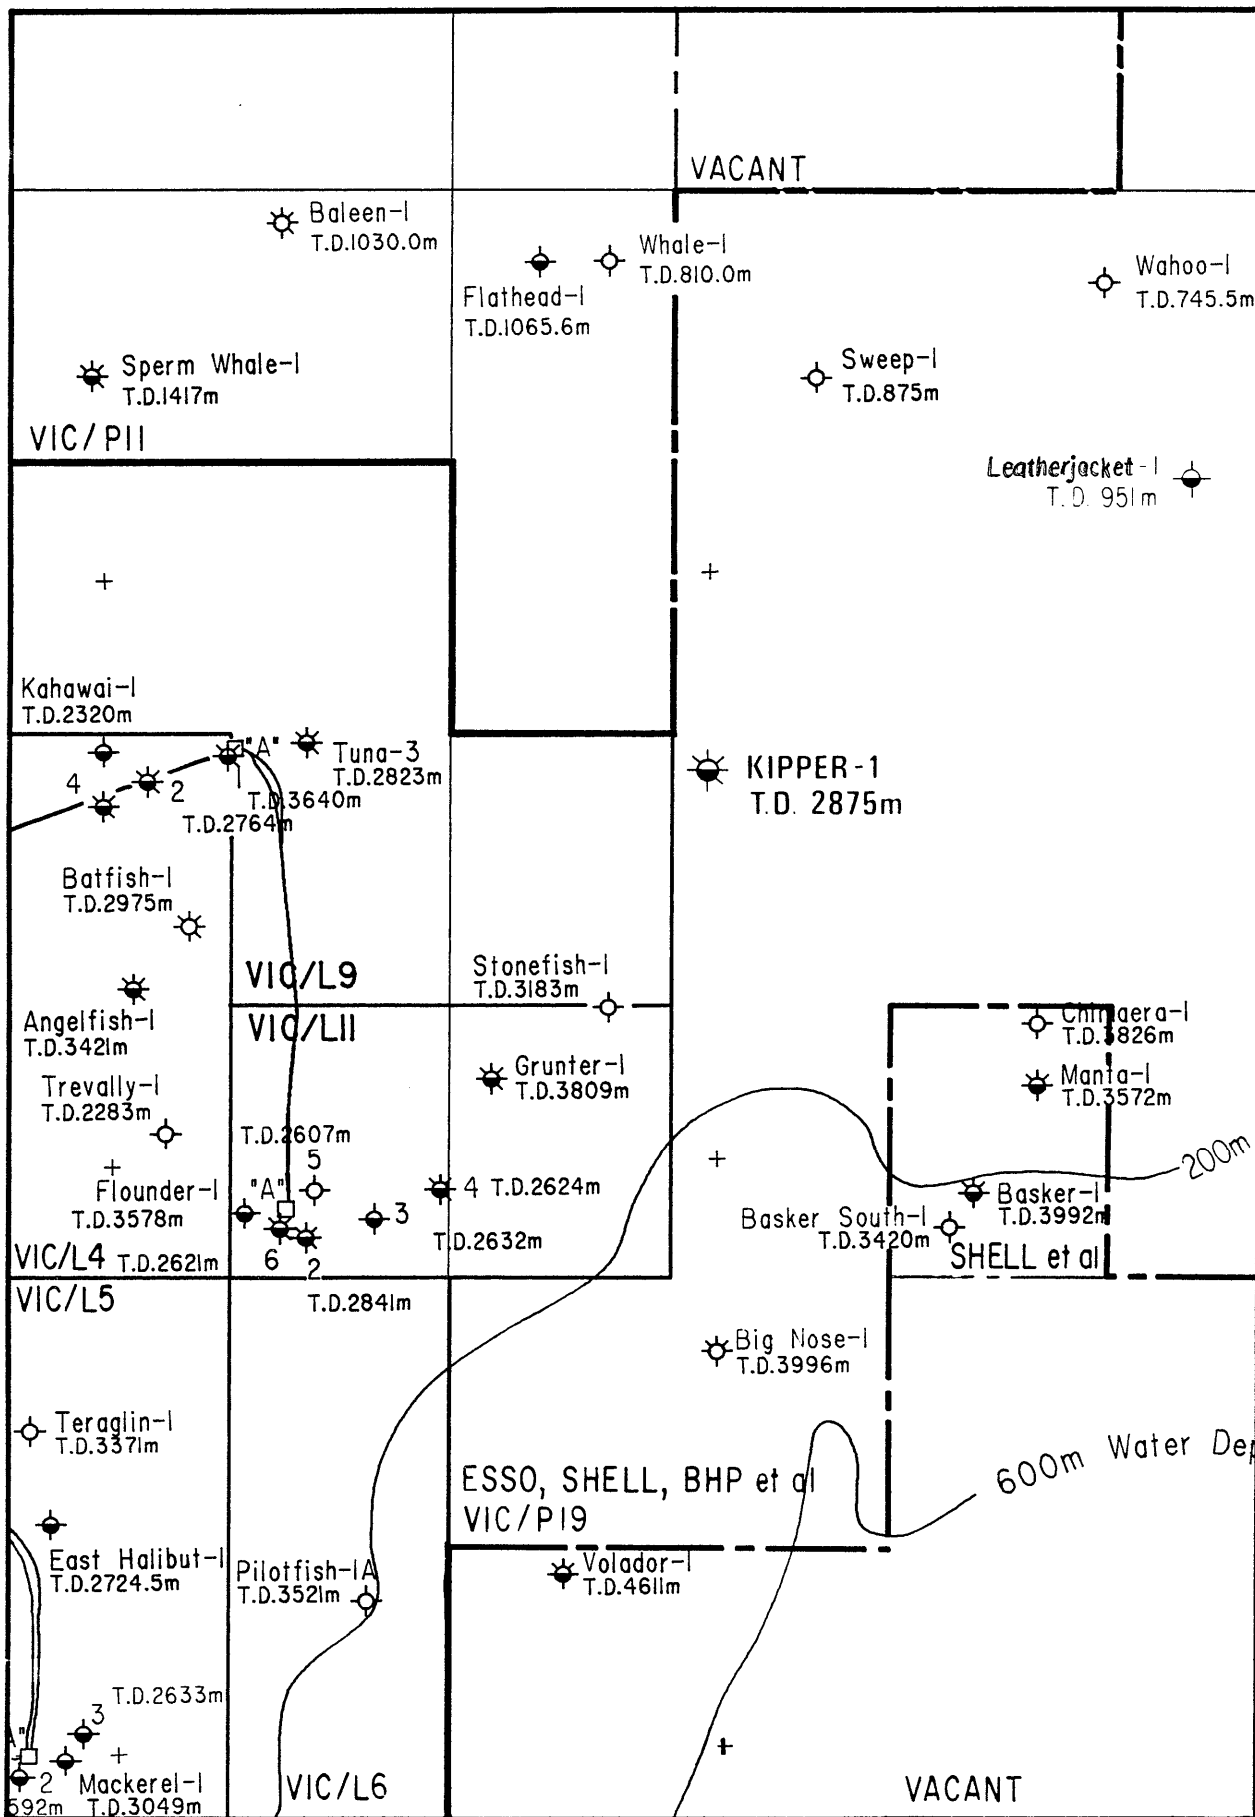 VACANT
Baleen-1
T.D.1030.0m
Whale-1
T.D.810.0m
Flathead-1
T.D.1065.6m
Wahoo-1
T.D.745.5m
Sperm Whale-1
T.D.1417m
Sweep-1
T.D.875m
VIC/P11
Leatherjacket-1
T.D. 951m
Kahawai-1
T.D.2320m
"A"
Tuna-3
T.D.2823m
KIPPER-1
T.D. 2875m
4
2
1
T.D.3640m
T.D.2764m
Batfish-1
T.D.2975m
VIC/L9
Stonefish-1
T.D.3183m
Angelfish-1
T.D.3421m
VIC/L11
Chimaera-1
T.D.3826m
Grunter-1
T.D.3809m
Manta-1
T.D.3572m
Trevally-1
T.D.2283m
T.D.2607m
5
200m
Flounder-1
T.D.3578m
"A"
4 T.D.2624m
3
T.D.2632m
Basker-1
T.D.3992m
Basker South-1
T.D.3420m
VIC/L4
T.D.2621m
6
2
T.D.2841m
SHELL et al
VIC/L5
Big Nose-1
T.D.3996m
Teraglin-1
T.D.3371m
600m Water Dep
ESSO, SHELL, BHP et al
VIC/P19
East Halibut-1
T.D.2724.5m
Pilotfish-1A
T.D.3521m
Volador-1
T.D.4611m
T.D.2633m
3
A"
2
592m
Mackerel-1
T.D.3049m
VIC/L6
VACANT